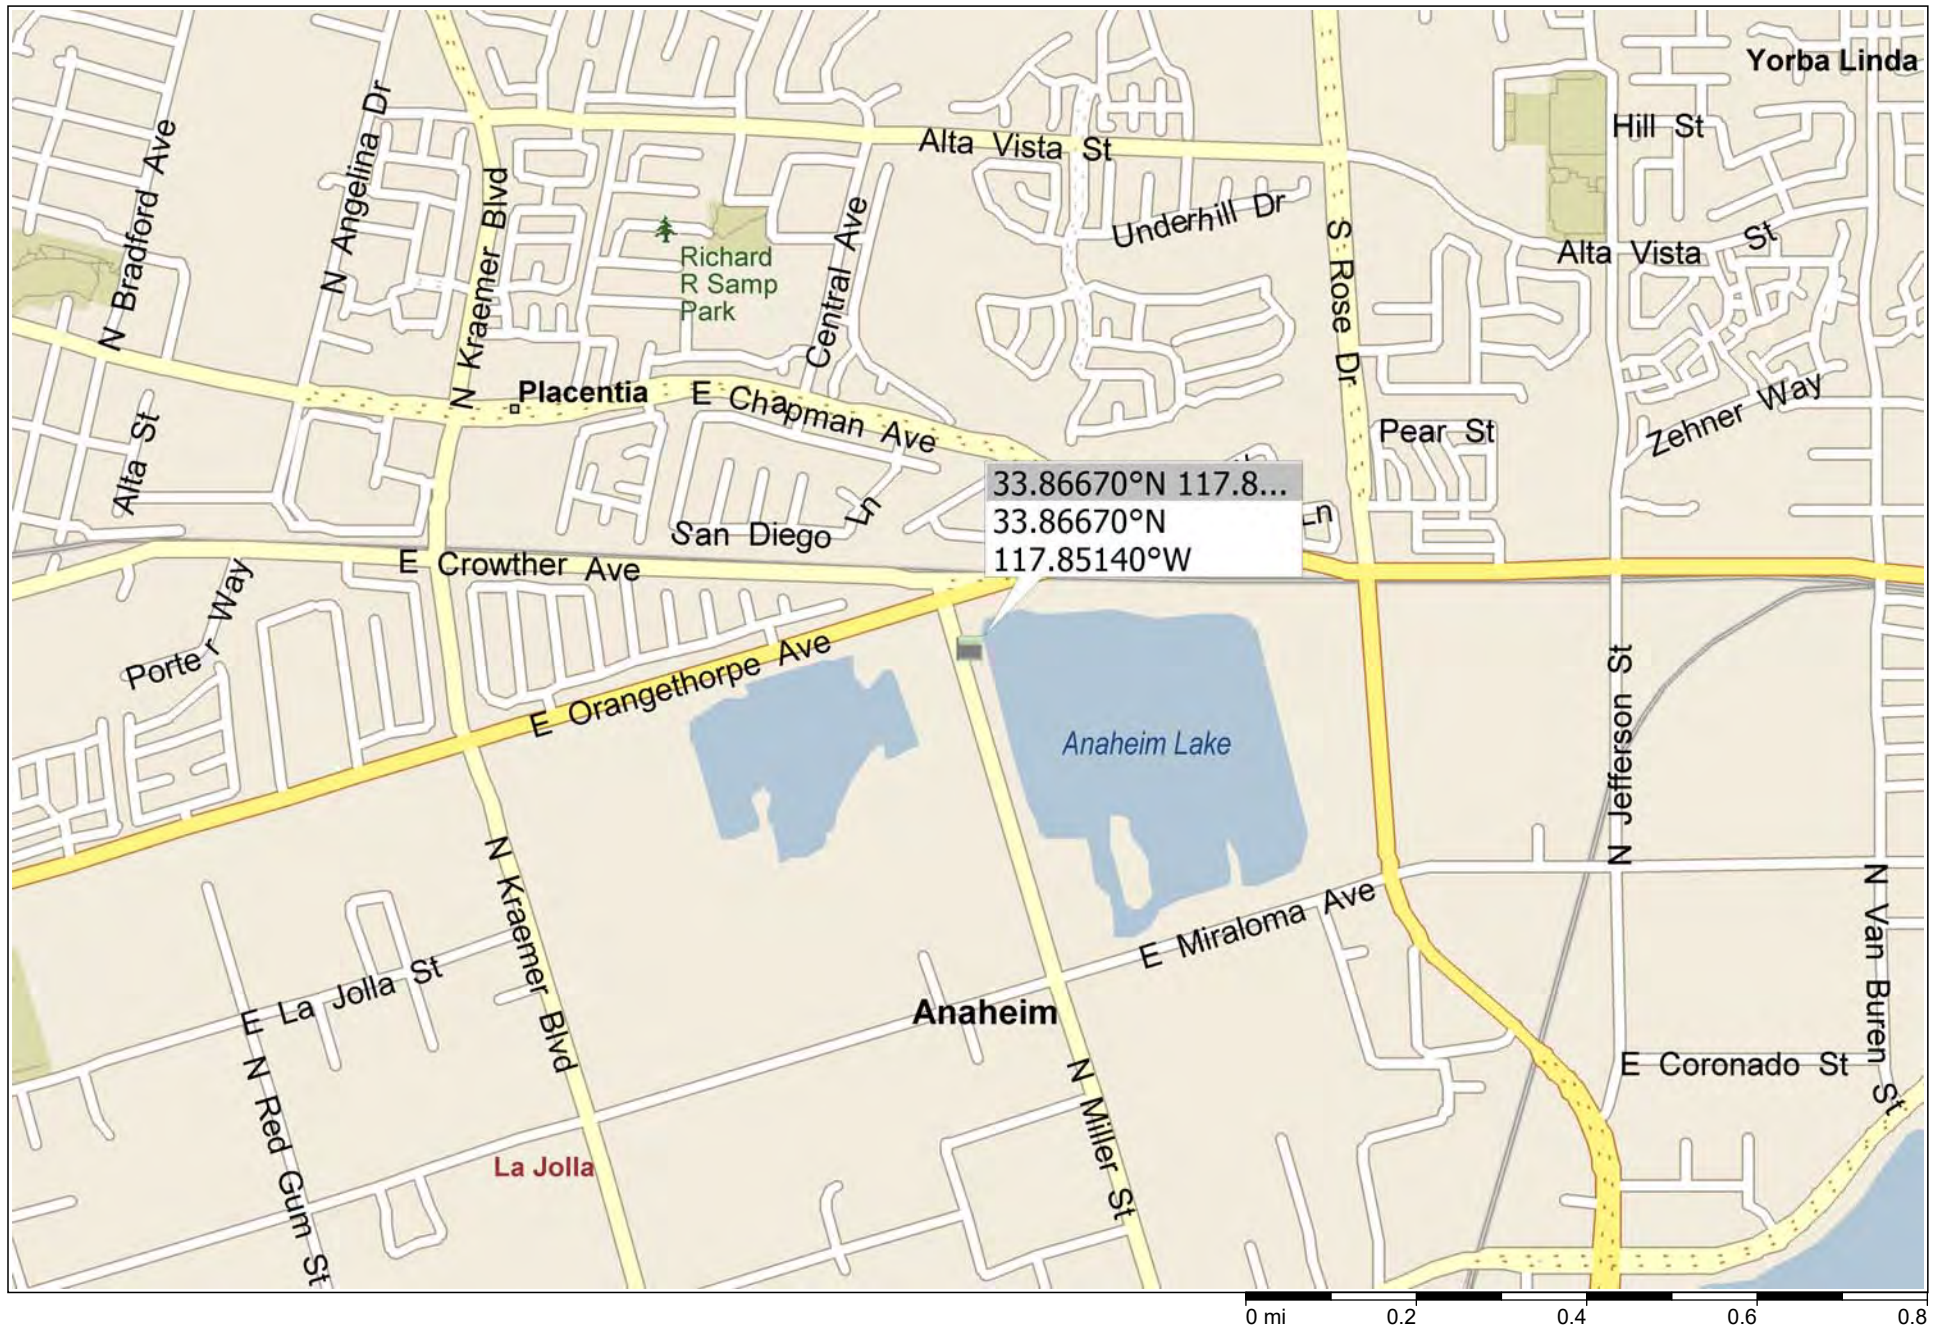 Yorba Linda
Hill St
Alta Vista St
N Bradford Ave
N Angelina Dr
N Kraemer Blvd
Central Ave
Underhill Dr
S Rose Dr
Alta Vista St
Richard
R Samp
Park
Placentia
E Chapman Ave
Zehner Way
Pear St
Alta St
33.86670°N 117.8...
33.86670°N
117.85140°W
San Diego Ln
Ln
E Crowther Ave
Porter Way
E Orangethorpe Ave
Anaheim Lake
N Jefferson St
N Kraemer Blvd
E Miraloma Ave
N Van Buren St
E La Jolla St
Anaheim
N Red Gum St
N Miller St
E Coronado St
La Jolla
0 mi 0.2 0.4 0.6 0.8